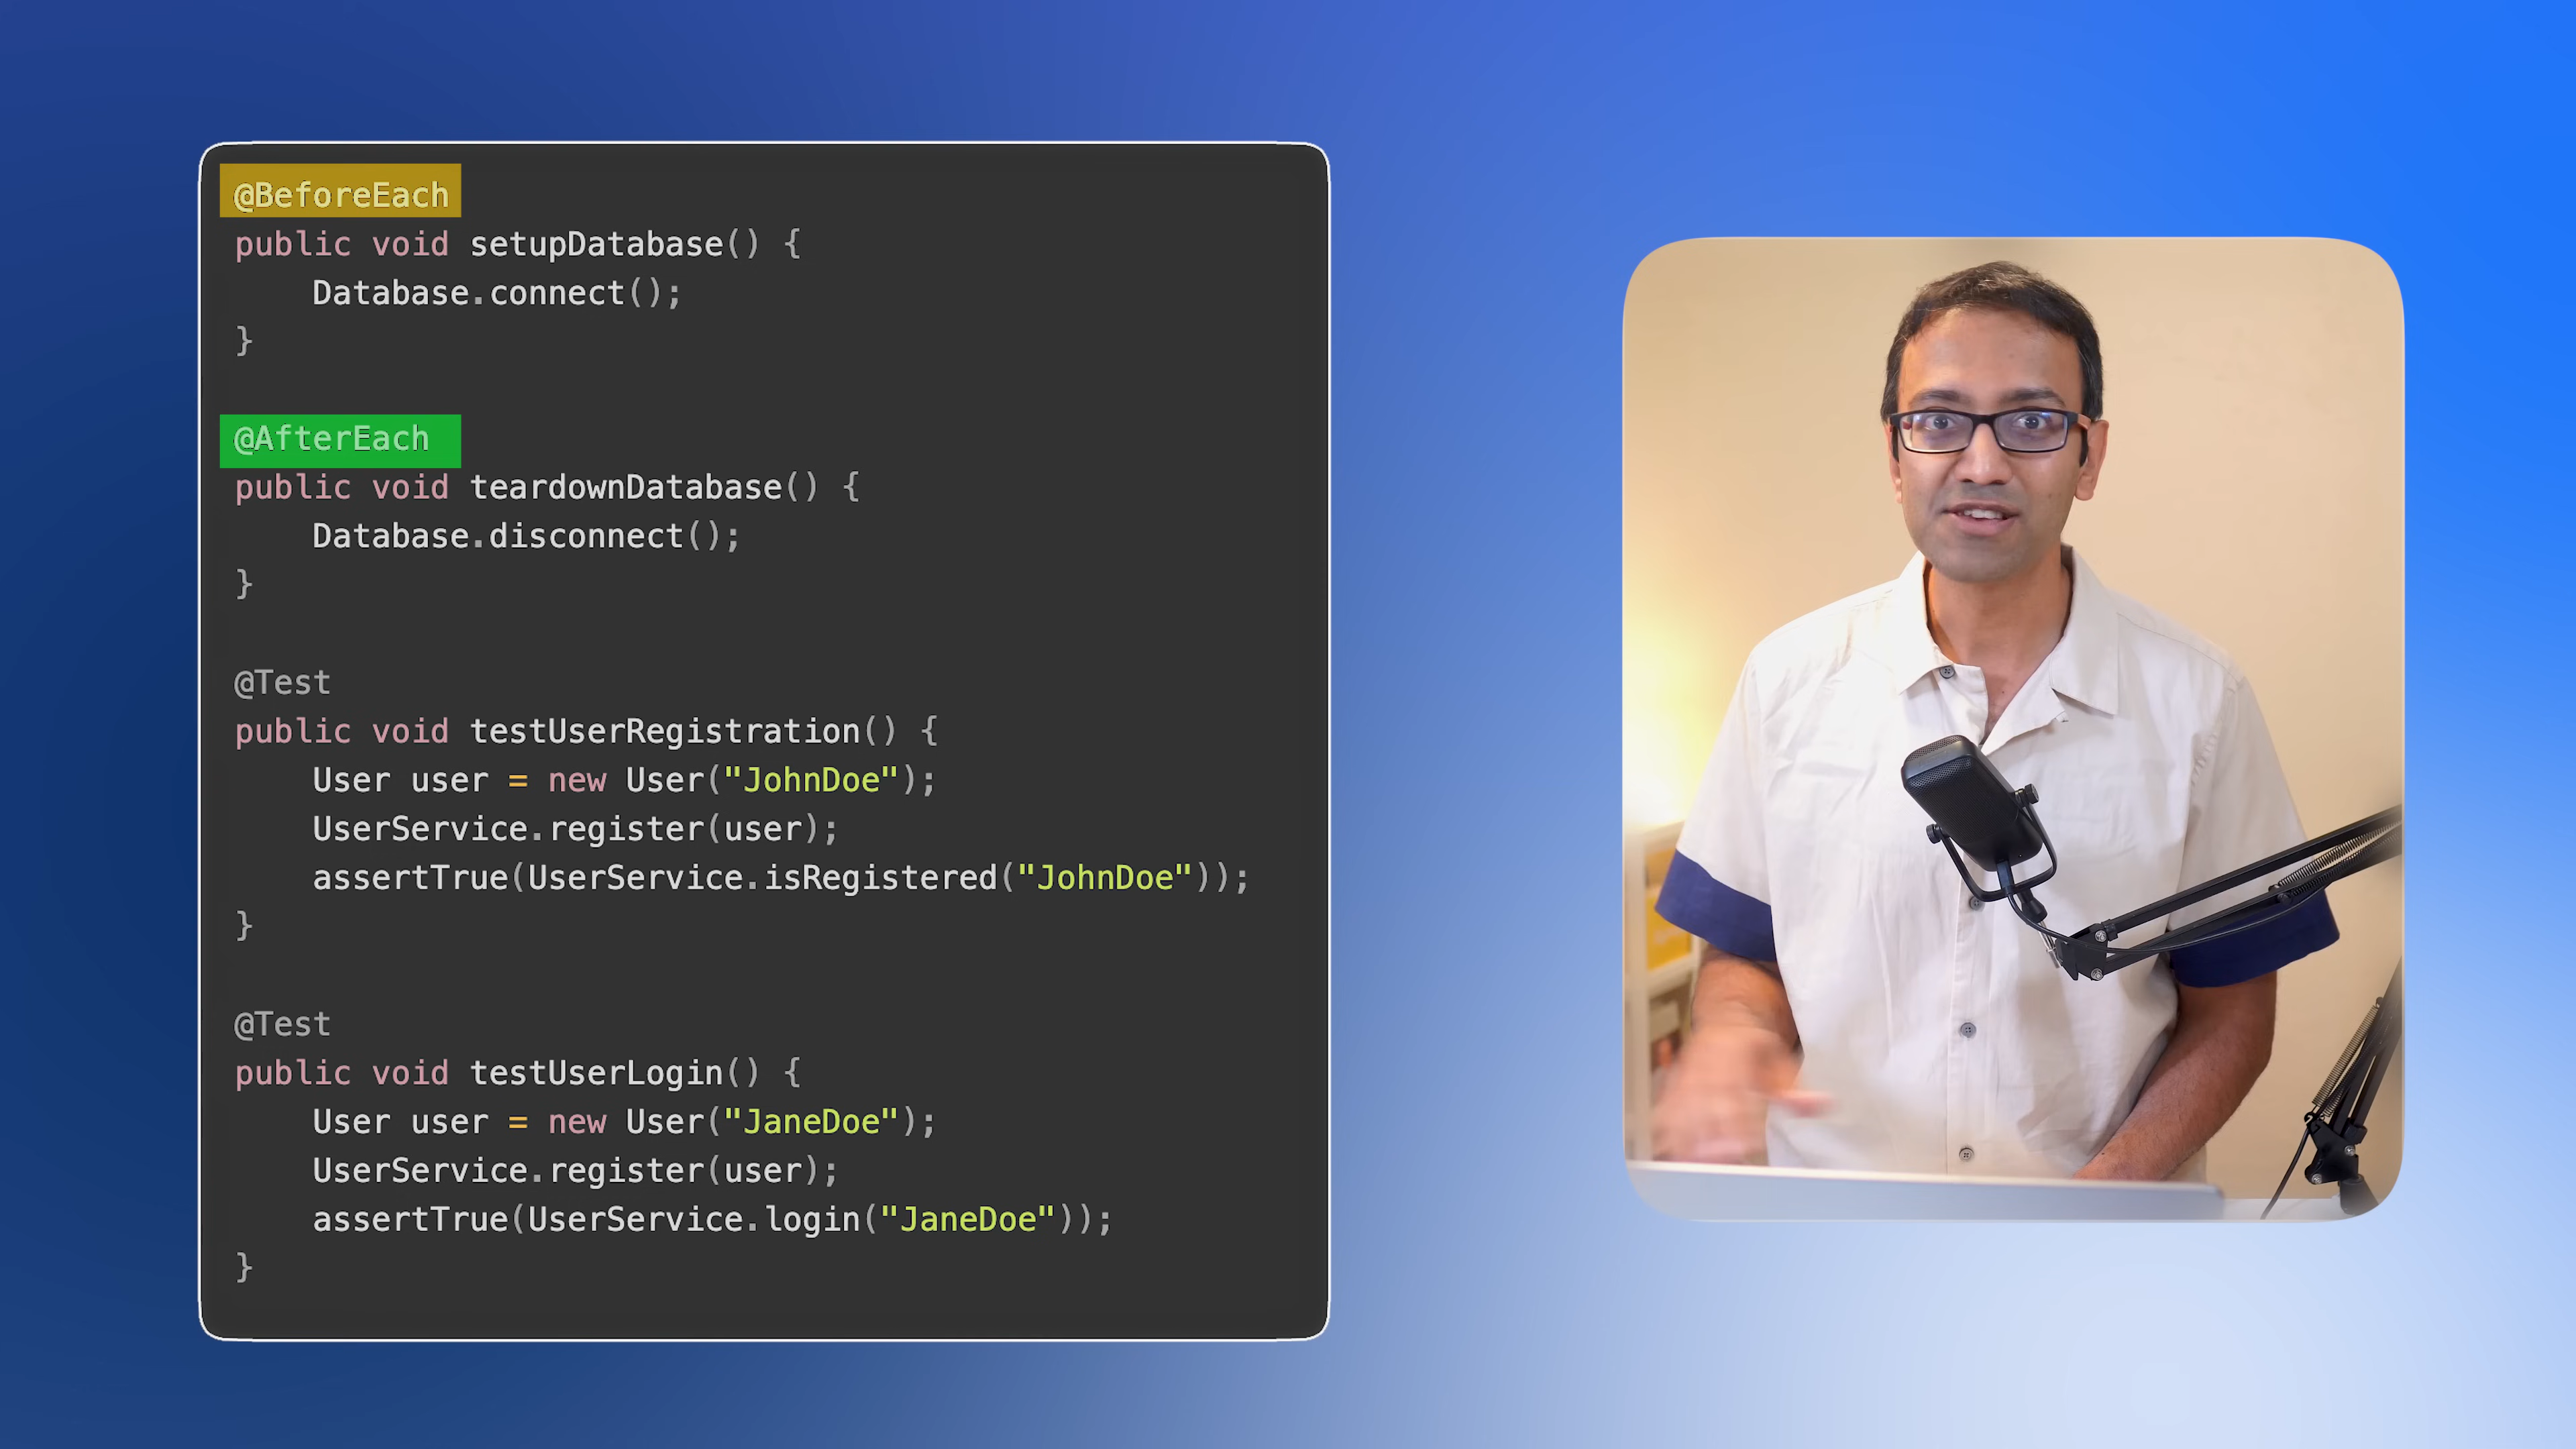 @BeforeEach
public void setupDatabase() {
    Database.connect();
}
@AfterEach
public void teardownDatabase() {
    Database.disconnect();
}
@Test
public void testUserRegistration() {
    User user = new User("JohnDoe");
    UserService.register(user);
    assertTrue(UserService.isRegistered("JohnDoe"));
}
@Test
public void testUserLogin() {
    User user = new User("JaneDoe");
    UserService.register(user);
    assertTrue(UserService.login("JaneDoe"));
}